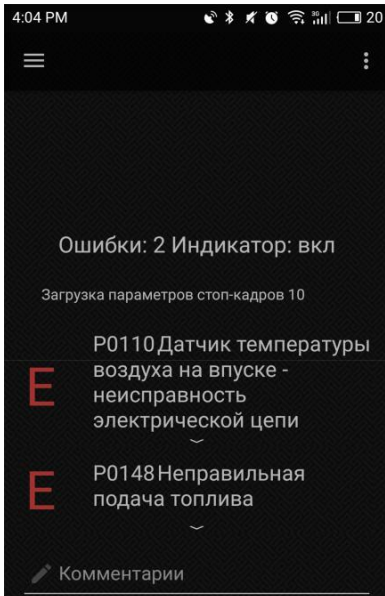 4:04 PM 3G 20
Ошибки: 2 Индикатор: вкл
Загрузка параметров стоп-кадров 10
P0110 Датчик температуры
воздуха на впуске -
неисправность
электрической цепи
E
P0148 Неправильная
подача топлива
E
Комментарии